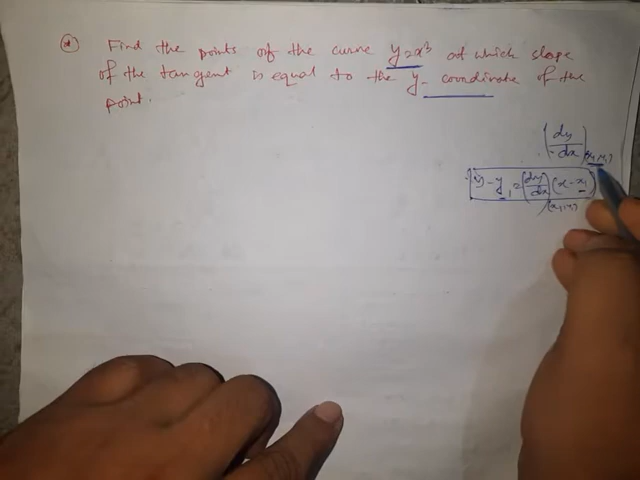 Find the points of the curve y=x³ at which slope
of the tangent is equal to the y- coordinate of the
point.
(dy/dx)(x₁,y₁)
y - y₁ = (dy/dx)(x₁,y₁) (x - x₁)